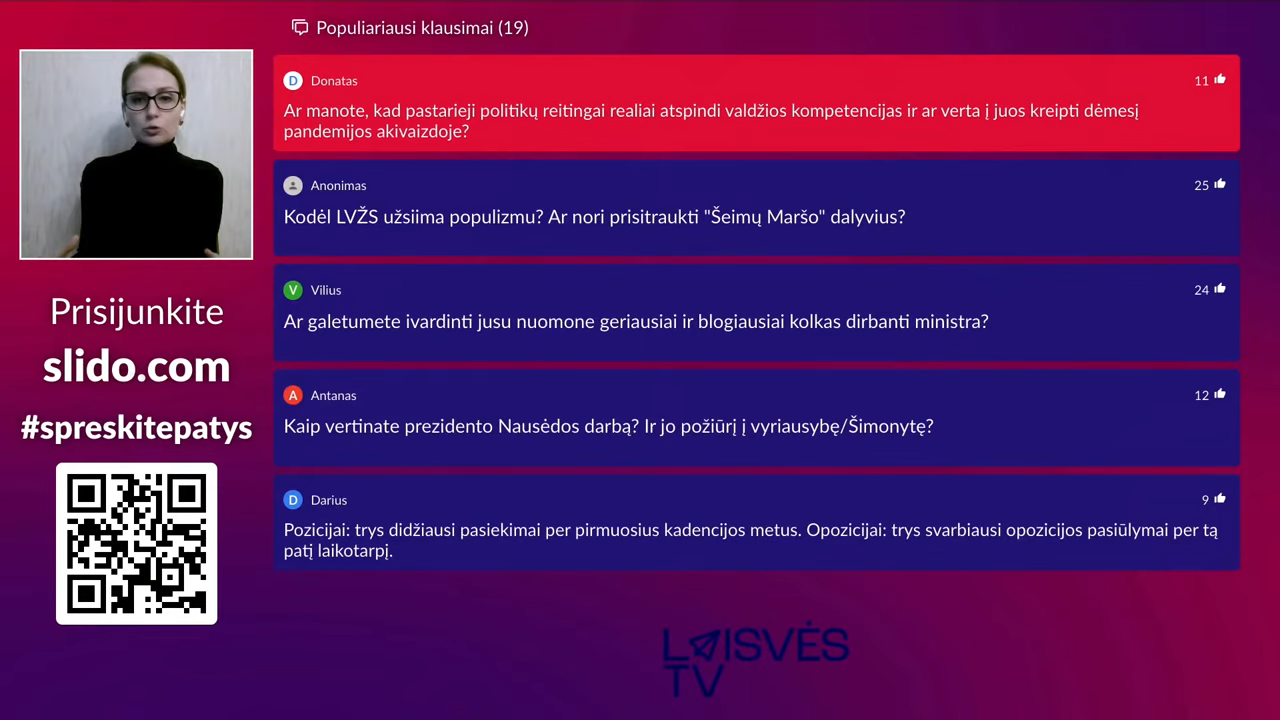 Populiariausi klausimai (19)
D Donatas 11
Ar manote, kad pastarieji politikų reitingai realiai atspindi valdžios kompetencijas ir ar verta į juos kreipti dėmesį
pandemijos akivaizdoje?
Anonimas 25
Kodėl LVŽS užsiima populizmu? Ar nori prisitraukti "Šeimų Maršo" dalyvius?
V Vilius 24
Ar galetumete ivardinti jusu nuomone geriausiai ir blogiausiai kolkas dirbanti ministra?
A Antanas 12
Kaip vertinate prezidento Nausėdos darbą? Ir jo požiūrį į vyriausybę/Šimonytę?
D Darius 9
Pozicijai: trys didžiausi pasiekimai per pirmuosius kadencijos metus. Opozicijai: trys svarbiausi opozicijos pasiūlymai per tą
patį laikotarpį.
Prisijunkite
slido.com
#spreskitepatys
LAISVĖS
TV